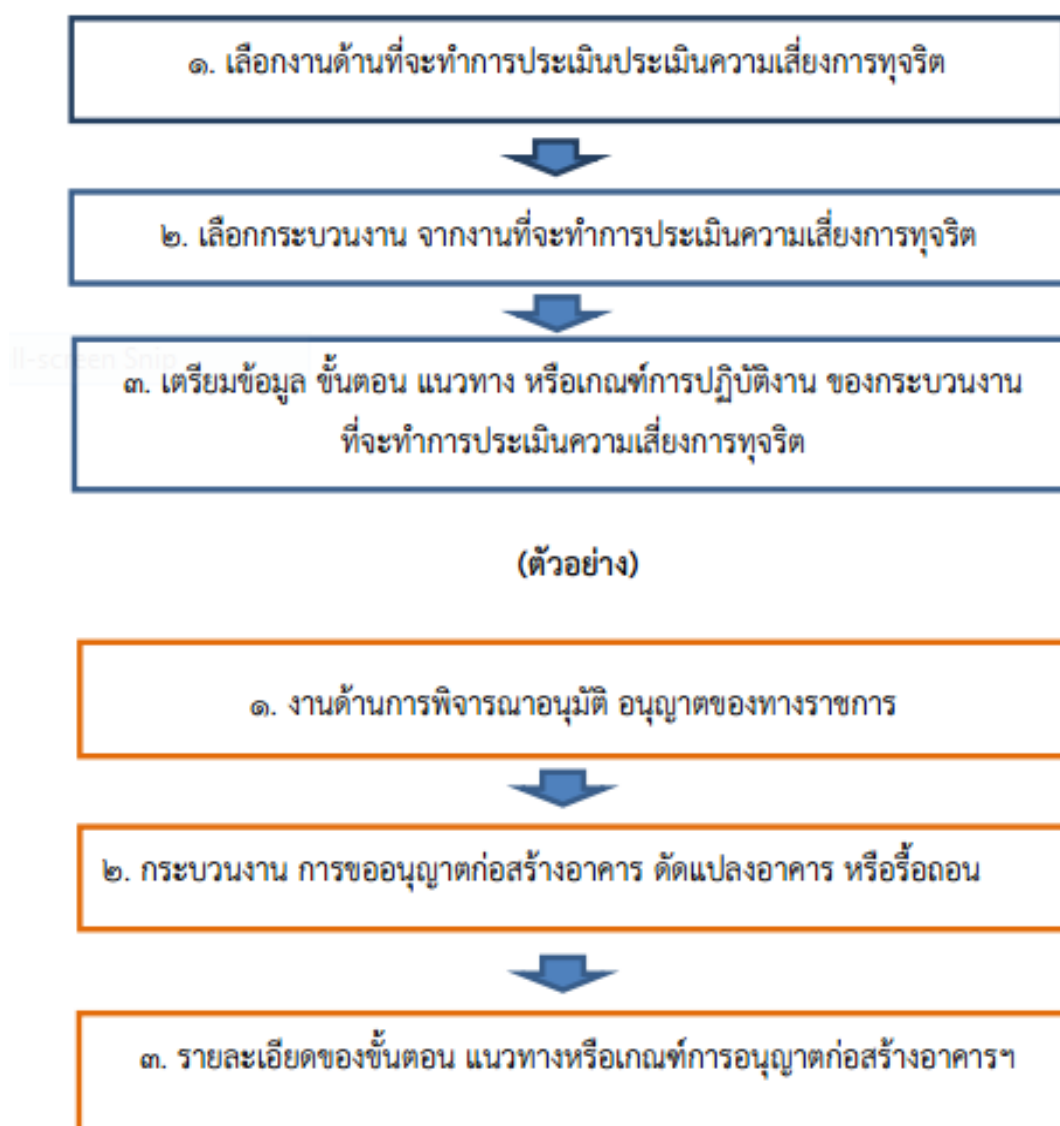 ๑. เลือกงานด้านที่จะทำการประเมินประเมินความเสี่ยงการทุจริต
๒. เลือกกระบวนงาน จากงานที่จะทำการประเมินความเสี่ยงการทุจริต
ll-screen Snip
๓. เตรียมข้อมูล ขั้นตอน แนวทาง หรือเกณฑ์การปฏิบัติงาน ของกระบวนงาน
ที่จะทำการประเมินความเสี่ยงการทุจริต
(ตัวอย่าง)
๑. งานด้านการพิจารณาอนุมัติ อนุญาตของทางราชการ
๒. กระบวนงาน การขออนุญาตก่อสร้างอาคาร ดัดแปลงอาคาร หรือรื้อถอน
๓. รายละเอียดของขั้นตอน แนวทางหรือเกณฑ์การอนุญาตก่อสร้างอาคารฯ